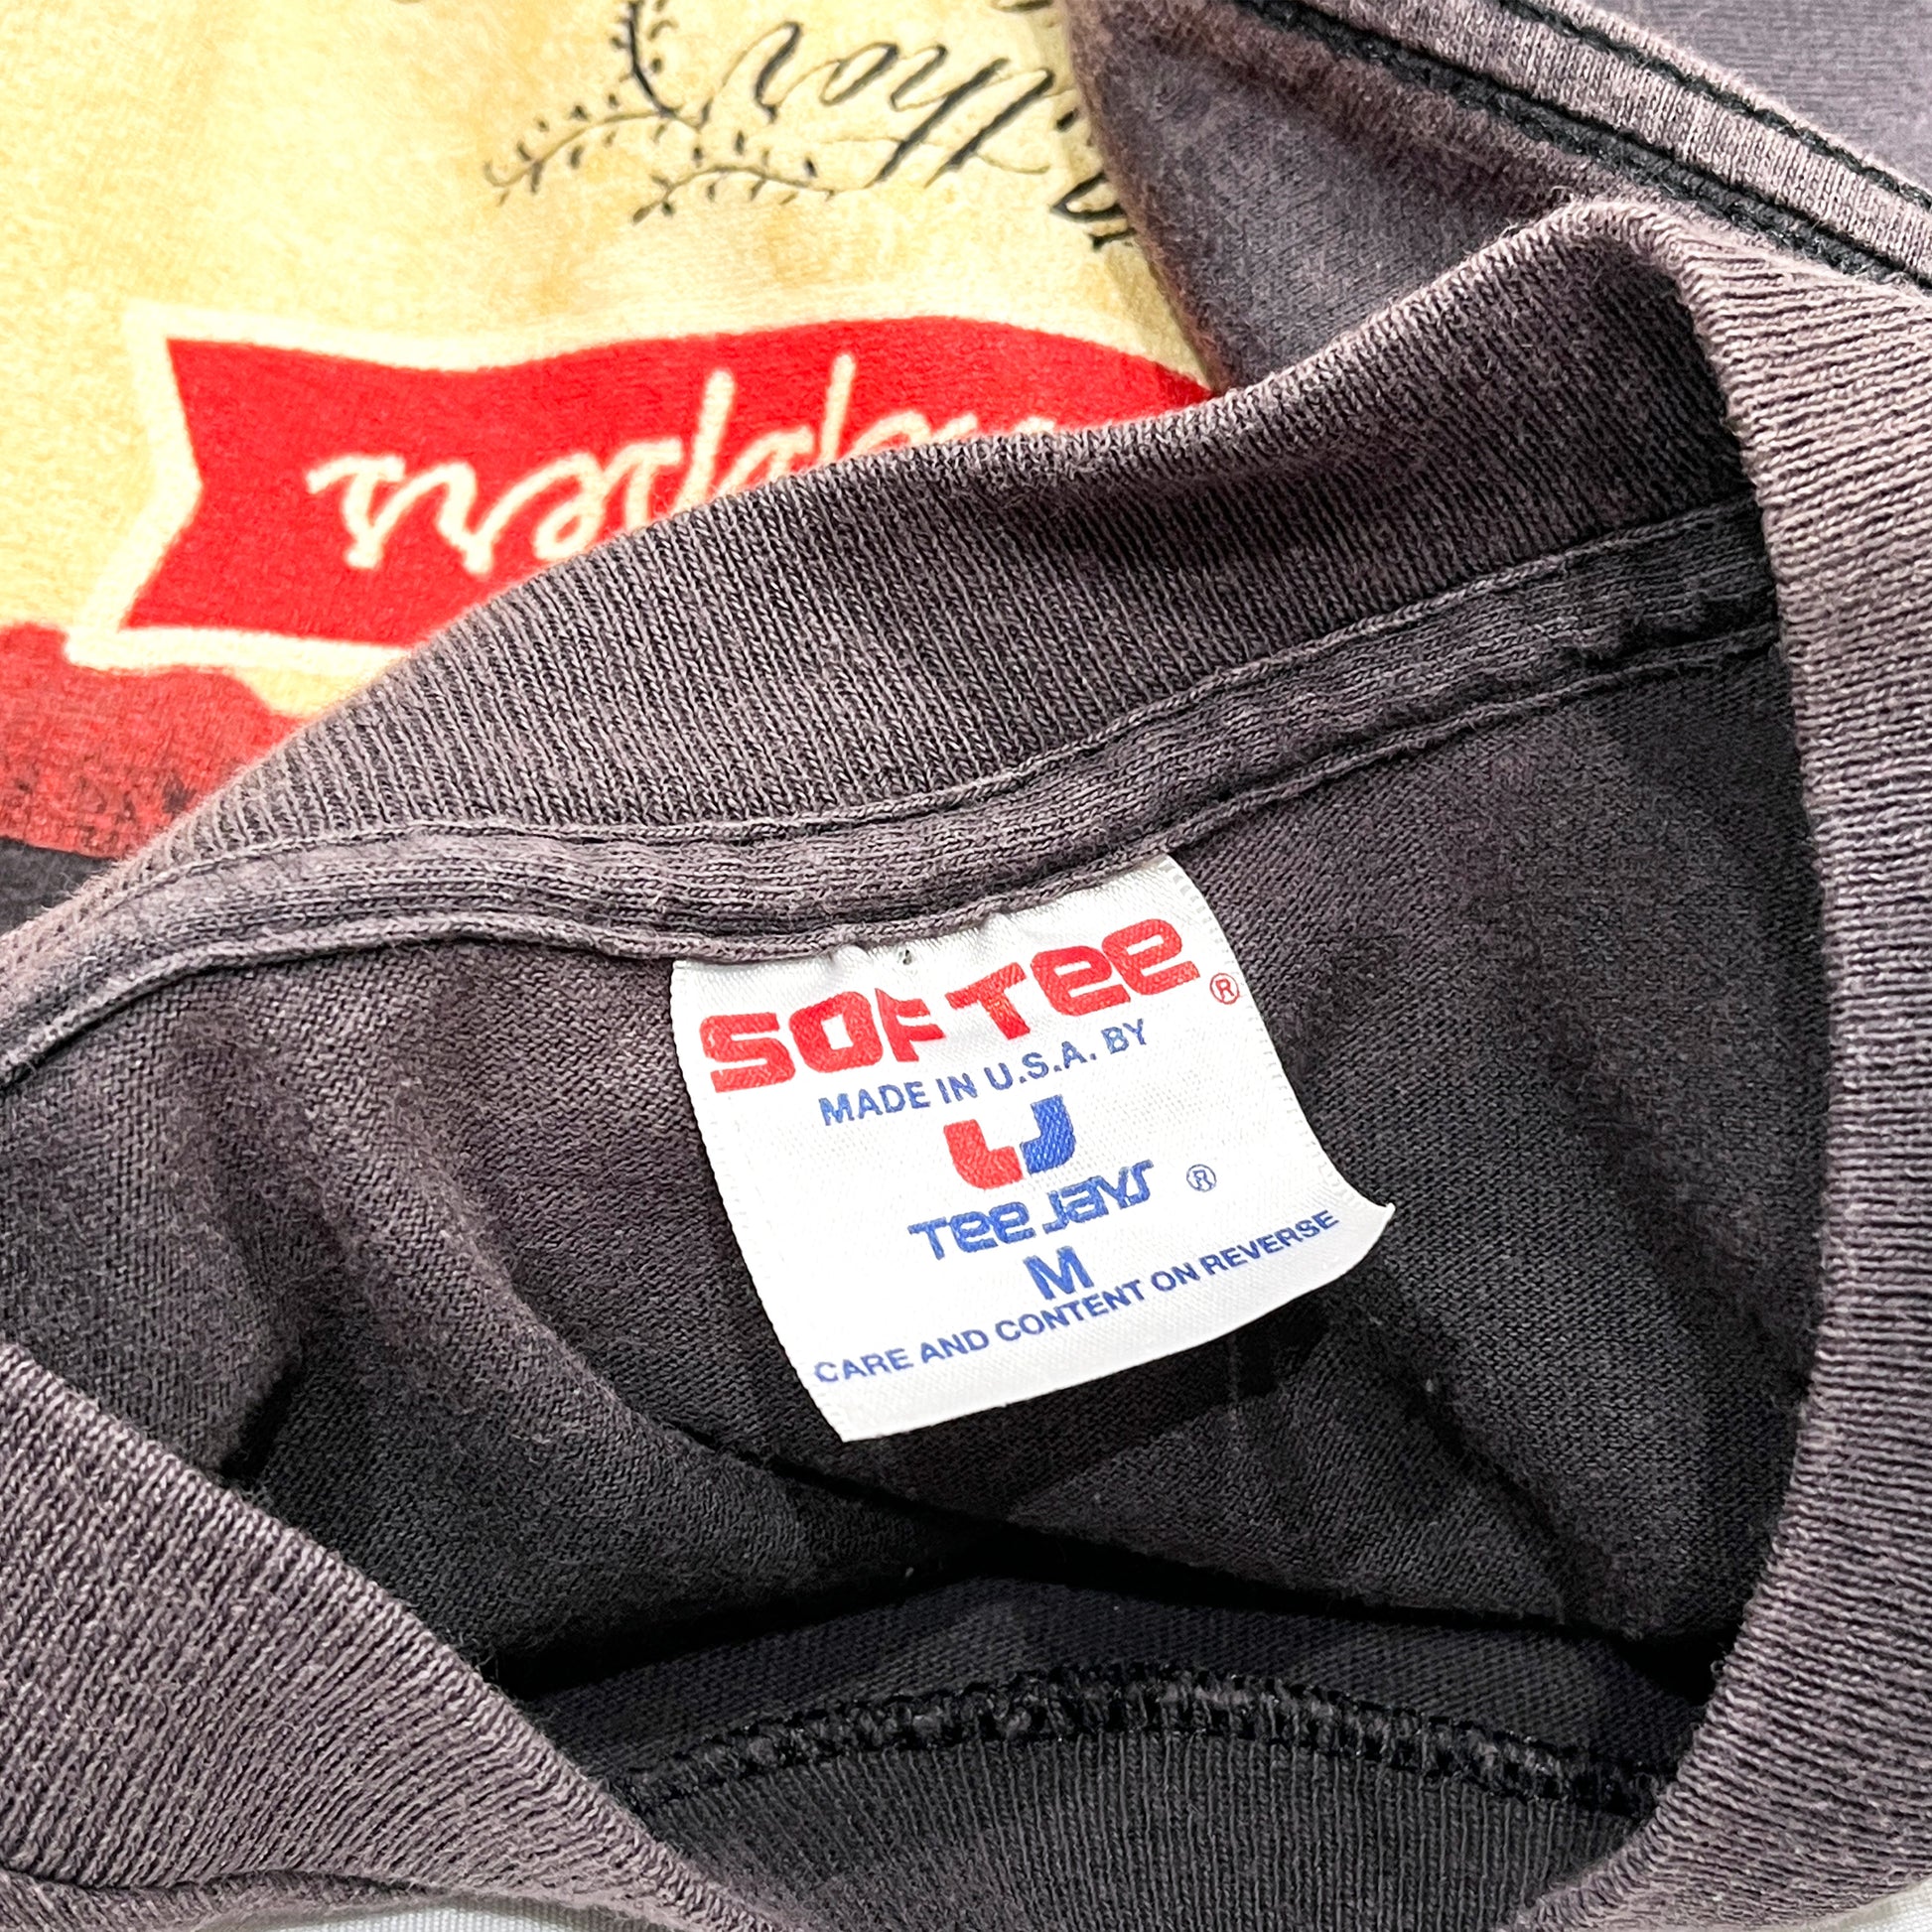 SOFTEE®
MADE IN U.S.A. BY
TEE JAYS ®
M
CARE AND CONTENT ON REVERSE